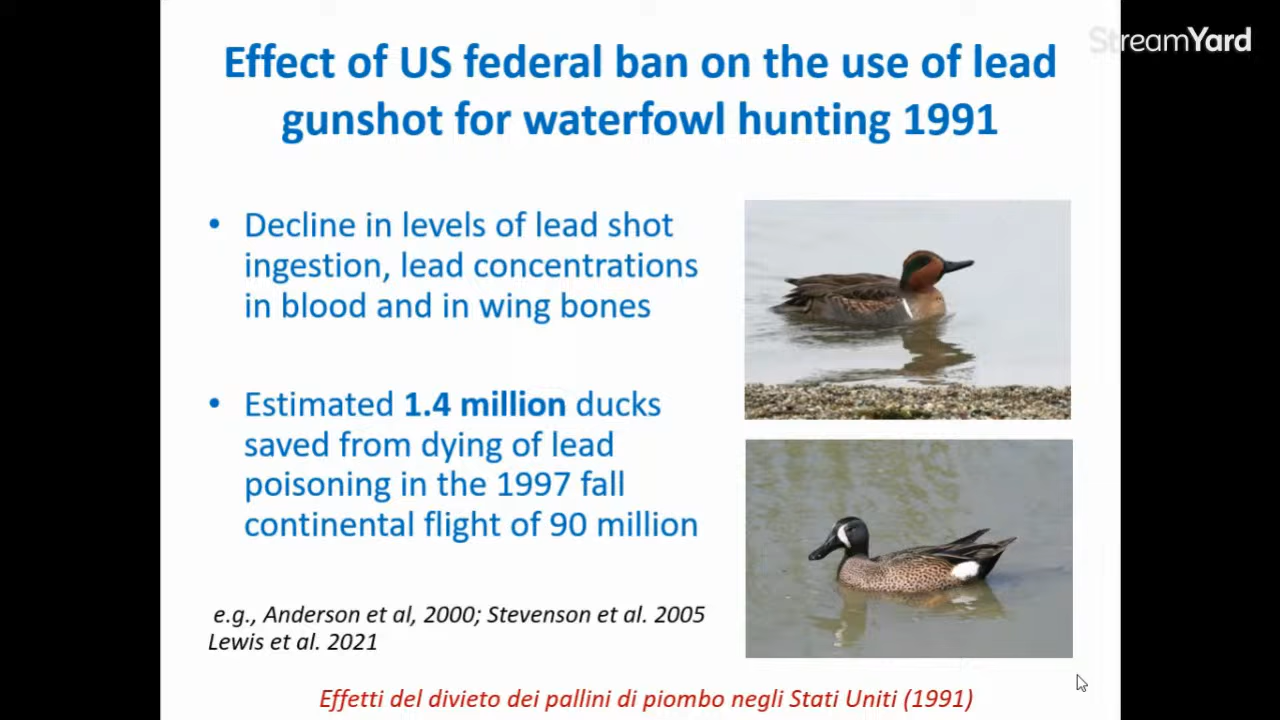 StreamYard
Effect of US federal ban on the use of lead
gunshot for waterfowl hunting 1991
• Decline in levels of lead shot
ingestion, lead concentrations
in blood and in wing bones
• Estimated 1.4 million ducks
saved from dying of lead
poisoning in the 1997 fall
continental flight of 90 million
e.g., Anderson et al, 2000; Stevenson et al. 2005
Lewis et al. 2021
Effetti del divieto dei pallini di piombo negli Stati Uniti (1991)